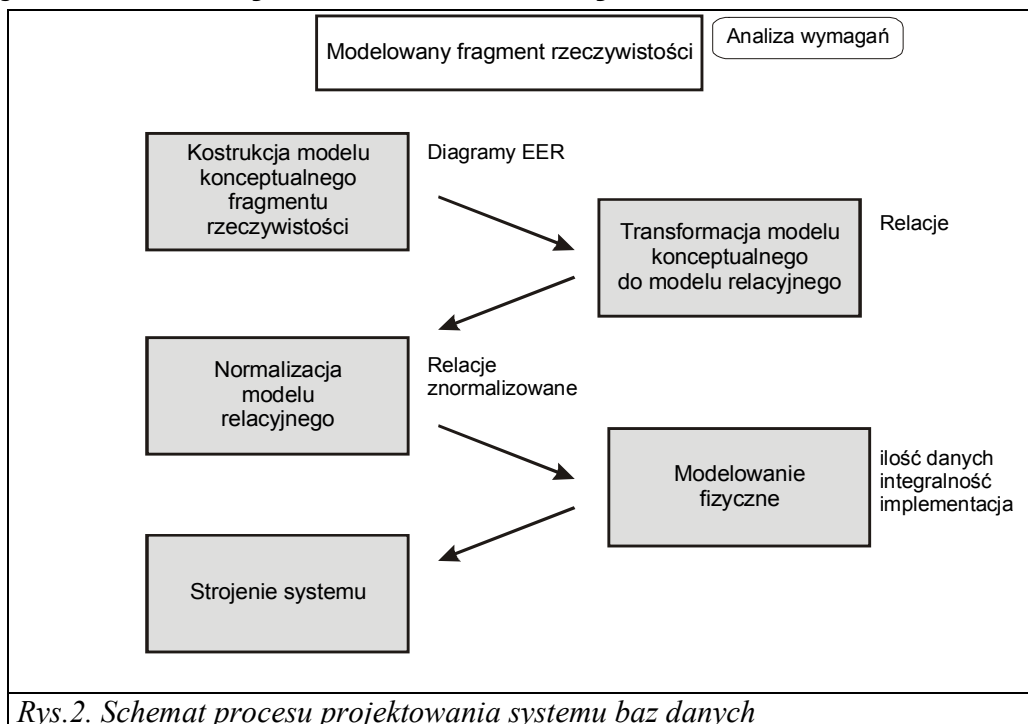 Modelowany fragment rzeczywistości
Analiza wymagań
Kostrukcja modelu
konceptualnego
fragmentu
rzeczywistości
Diagramy EER
Transformacja modelu
konceptualnego
do modelu relacyjnego
Relacje
Normalizacja
modelu
relacyjnego
Relacje
znormalizowane
Modelowanie
fizyczne
ilość danych
integralność
implementacja
Strojenie systemu
Rys.2. Schemat procesu projektowania systemu baz danych